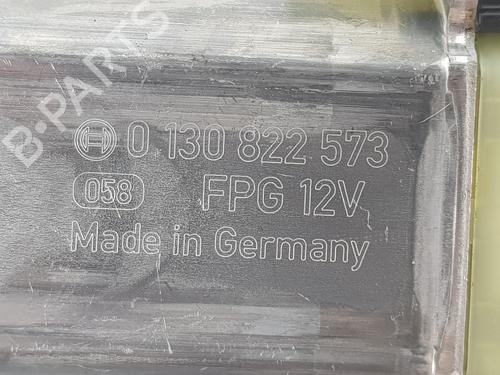 B-PARTS
0 130 822 573
058 FPG 12V
Made in Germany